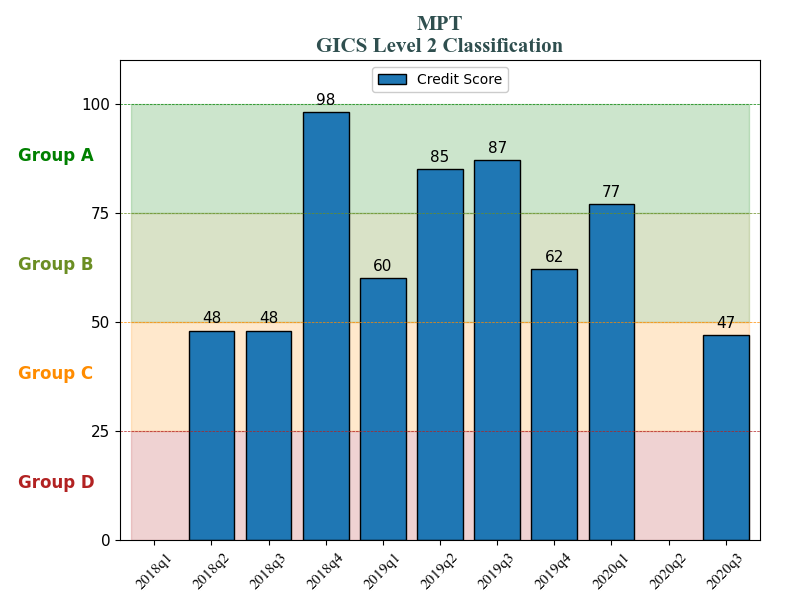 MPT
GICS Level 2 Classification
Credit Score
100
75
50
25
0
Group A
Group B
Group C
Group D
48
48
98
60
85
87
62
77
47
2018q1
2018q2
2018q3
2018q4
2019q1
2019q2
2019q3
2019q4
2020q1
2020q2
2020q3